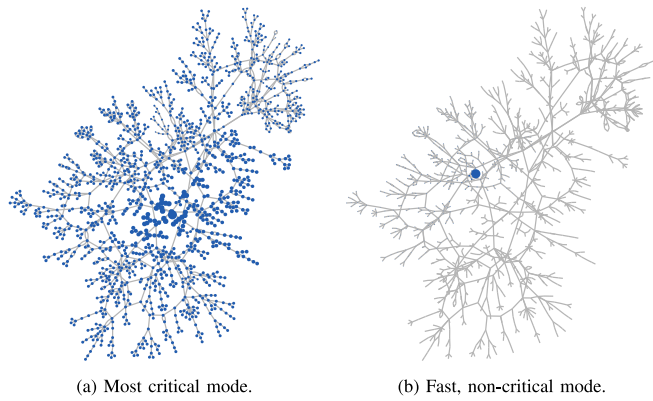 (a) Most critical mode.
(b) Fast, non-critical mode.